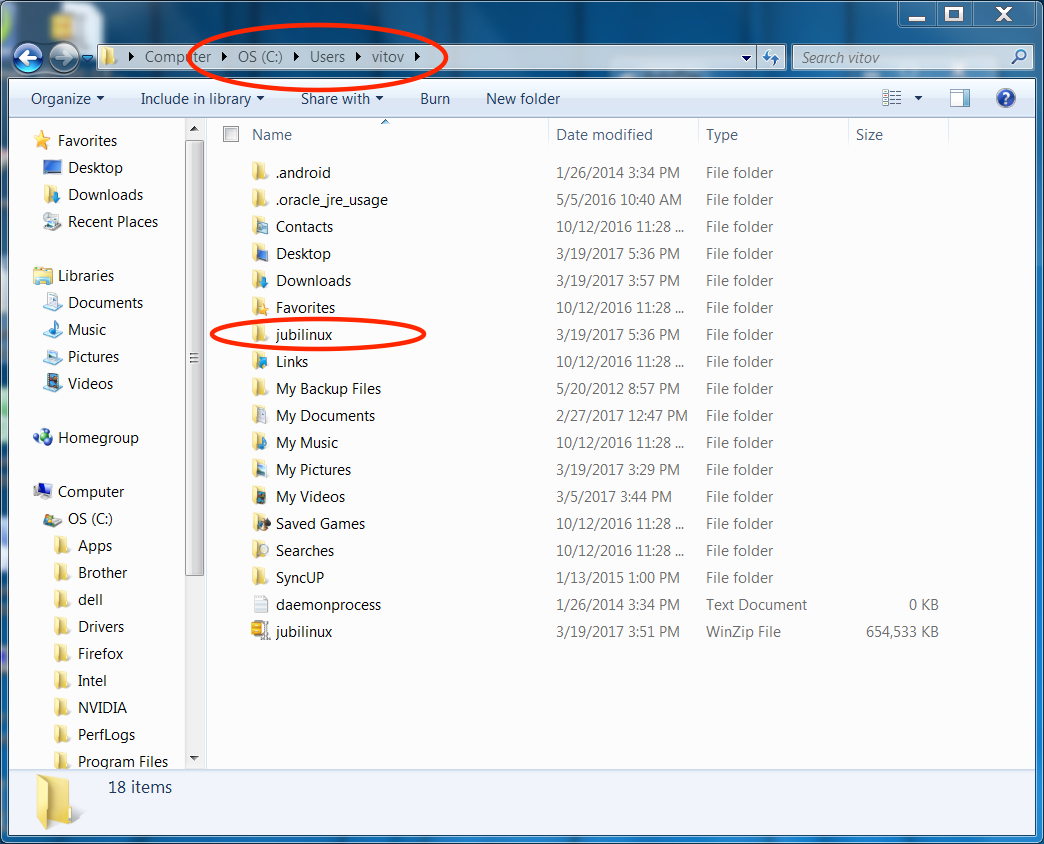 Computer OS (C:) Users vitov Search vitov
Organize Include in library Share with Burn New folder
Favorites
Desktop
Downloads
Recent Places
Libraries
Documents
Music
Pictures
Videos
Homegroup
Computer
OS (C:)
Apps
Brother
dell
Drivers
Firefox
Intel
NVIDIA
PerfLogs
Program Files
Name Date modified Type Size
.android 1/26/2014 3:34 PM File folder
.oracle_jre_usage 5/5/2016 10:40 AM File folder
Contacts 10/12/2016 11:28 ... File folder
Desktop 3/19/2017 5:36 PM File folder
Downloads 3/19/2017 3:57 PM File folder
Favorites 10/12/2016 11:28 ... File folder
jubilinux 3/19/2017 5:36 PM File folder
Links 10/12/2016 11:28 ... File folder
My Backup Files 5/20/2012 8:57 PM File folder
My Documents 2/27/2017 12:47 PM File folder
My Music 10/12/2016 11:28 ... File folder
My Pictures 3/19/2017 3:29 PM File folder
My Videos 3/5/2017 3:44 PM File folder
Saved Games 10/12/2016 11:28 ... File folder
Searches 10/12/2016 11:28 ... File folder
SyncUP 1/13/2015 1:00 PM File folder
daemonprocess 1/26/2014 3:34 PM Text Document 0 KB
jubilinux 3/19/2017 3:51 PM WinZip File 654,533 KB
18 items